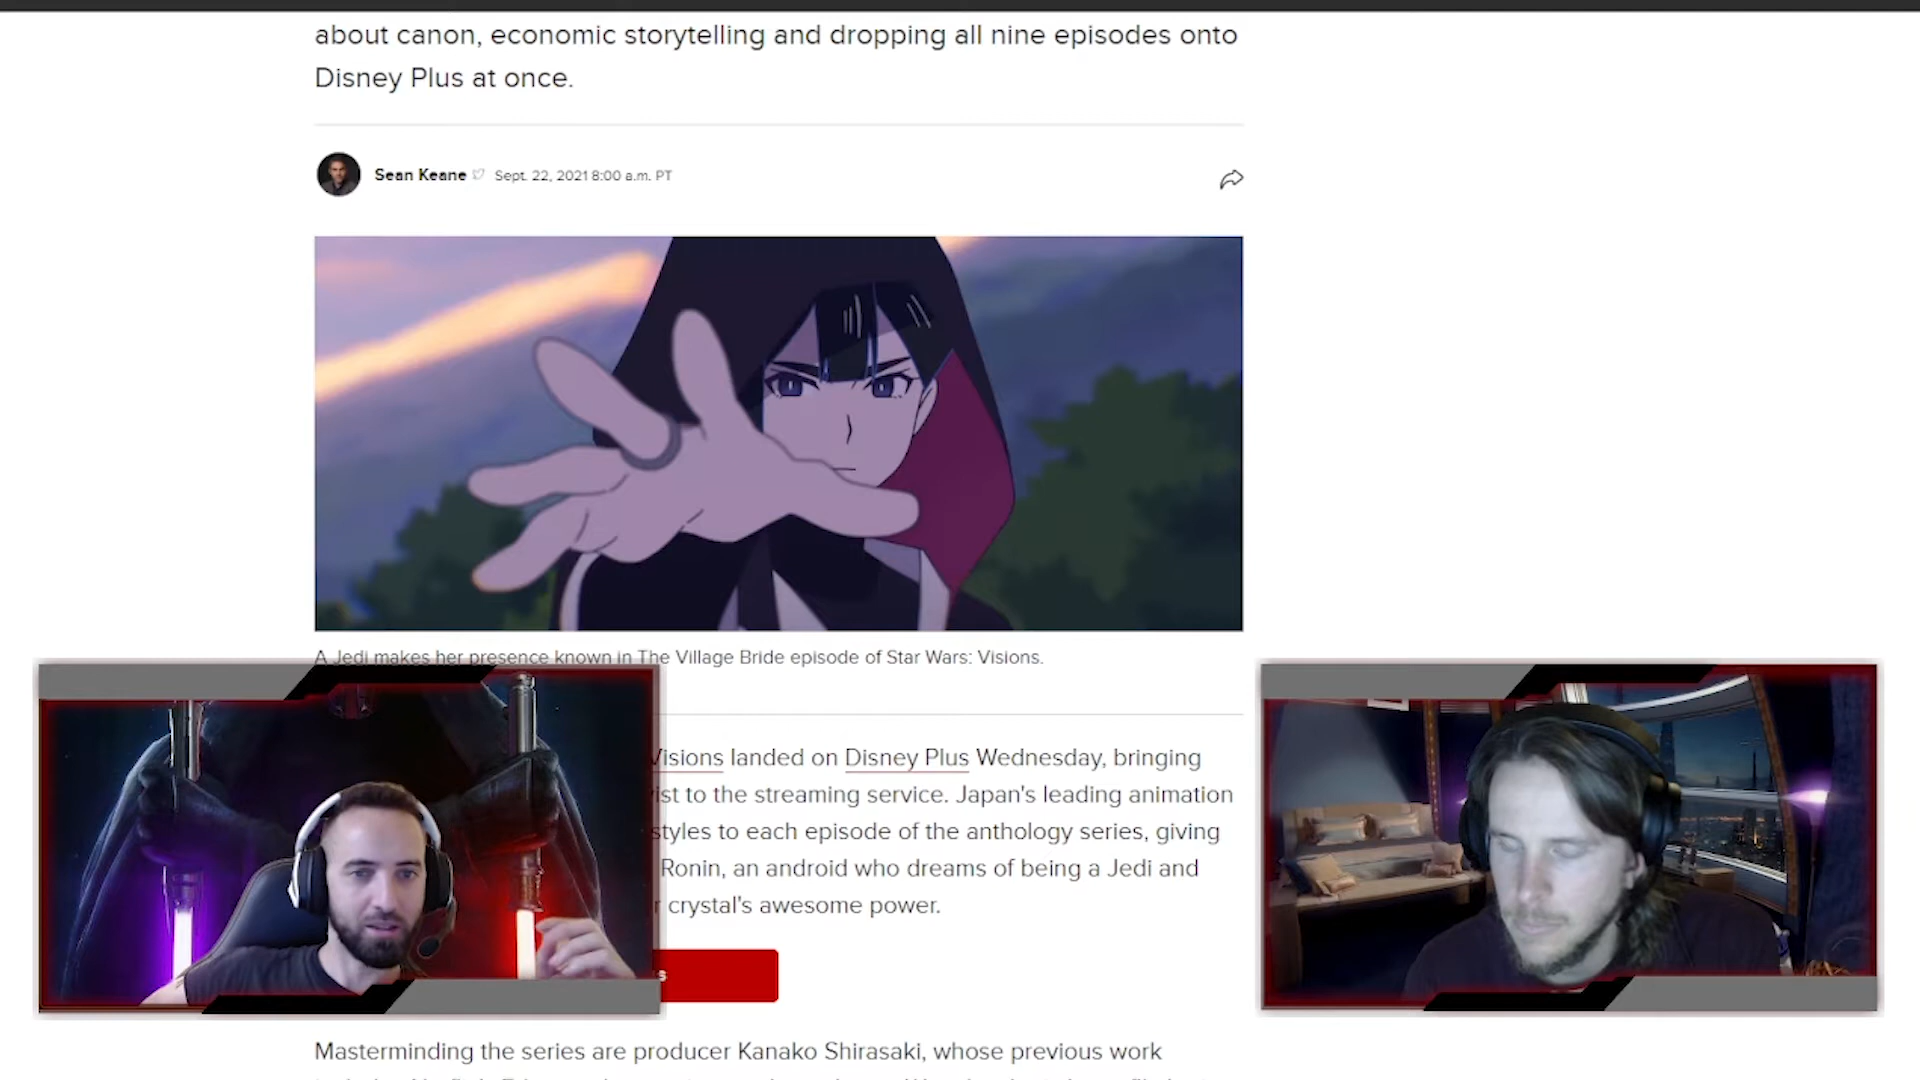 about canon, economic storytelling and dropping all nine episodes onto
Disney Plus at once.
Sean Keane Sept. 22, 2021 8:00 a.m. PT
A Jedi makes her presence known in The Village Bride episode of Star Wars: Visions.
Visions landed on Disney Plus Wednesday, bringing
to the streaming service. Japan's leading animation
styles to each episode of the anthology series, giving
Ronin, an android who dreams of being a Jedi and
crystal's awesome power.
Masterminding the series are producer Kanako Shirasaki, whose previous work